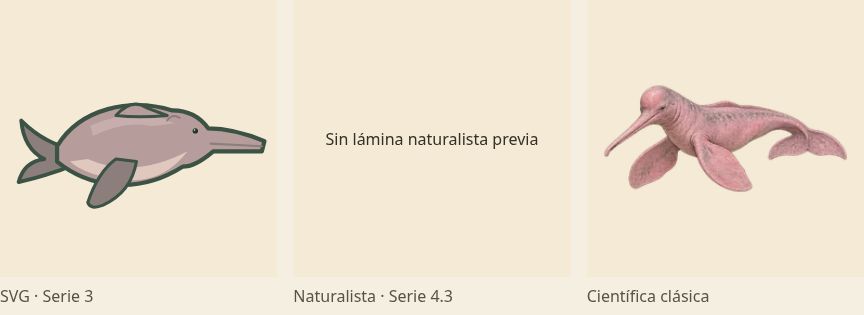 Sin lámina naturalista previa
SVG · Serie 3
Naturalista · Serie 4.3
Científica clásica